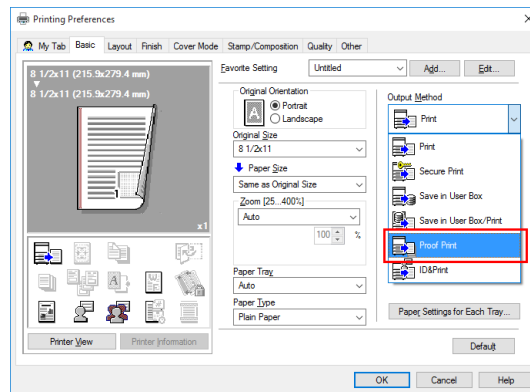 Printing Preferences
My Tab Basic Layout Finish Cover Mode Stamp/Composition Quality Other
8 1/2x11 (215.9x279.4 mm)
8 1/2x11 (215.9x279.4 mm)
1
x1
Printer View Printer Information
Favorite Setting Untitled Add... Edit...
Original Orientation
A
Portrait
Landscape
Original Size
8 1/2x11
Paper Size
Same as Original Size
Zoom [25...400%]
Auto
100 %
Paper Tray
Auto
Paper Type
Plain Paper
Output Method
Print
Print
Secure Print
Save in User Box
Save in User Box/Print
Proof Print
ID&Print
Paper Settings for Each Tray...
Default
OK Cancel Help